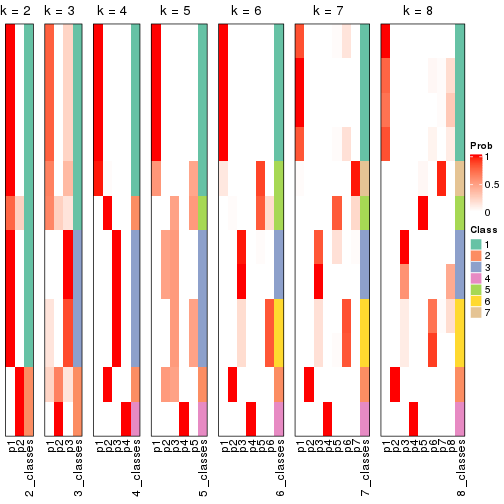 k = 2 k = 3 k = 4 k = 5 k = 6 k = 7 k = 8
Prob
1
0.5
0
Class
1
2
3
4
5
6
7
p1 p2 2_classes
p1 p2 p3 3_classes
p1 p2 p3 p4 4_classes
p1 p2 p3 p4 p5 5_classes
p1 p2 p3 p4 p5 p6 6_classes
p1 p2 p3 p4 p5 p6 p7 7_classes
p1 p2 p3 p4 p5 p6 p7 p8 8_classes